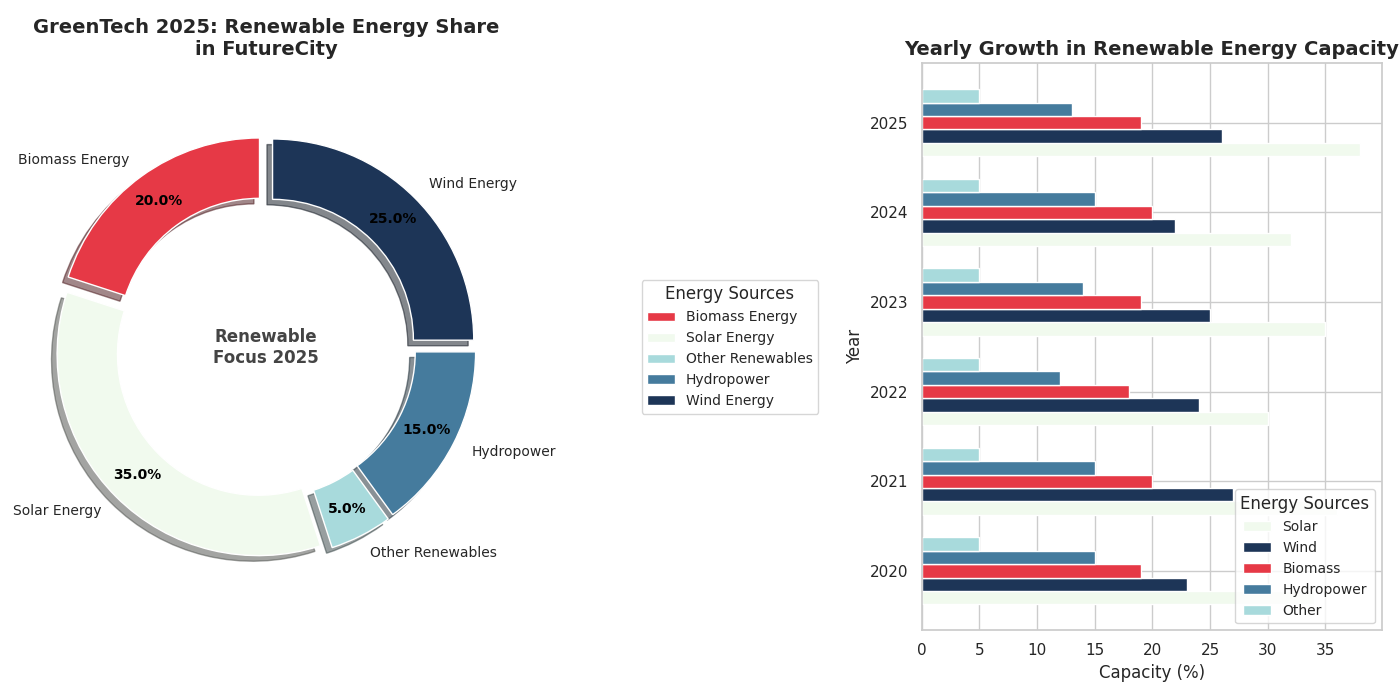 GreenTech 2025: Renewable Energy Share
in FutureCity
Biomass Energy
Wind Energy
20.0%
25.0%
Renewable
Focus 2025
15.0%
Hydropower
35.0%
5.0%
Solar Energy
Other Renewables
Energy Sources
Biomass Energy
Solar Energy
Other Renewables
Hydropower
Wind Energy
Yearly Growth in Renewable Energy Capacity
Year
2025
2024
2023
2022
2021
2020
Energy Sources
Solar
Wind
Biomass
Hydropower
Other
0 5 10 15 20 25 30 35
Capacity (%)